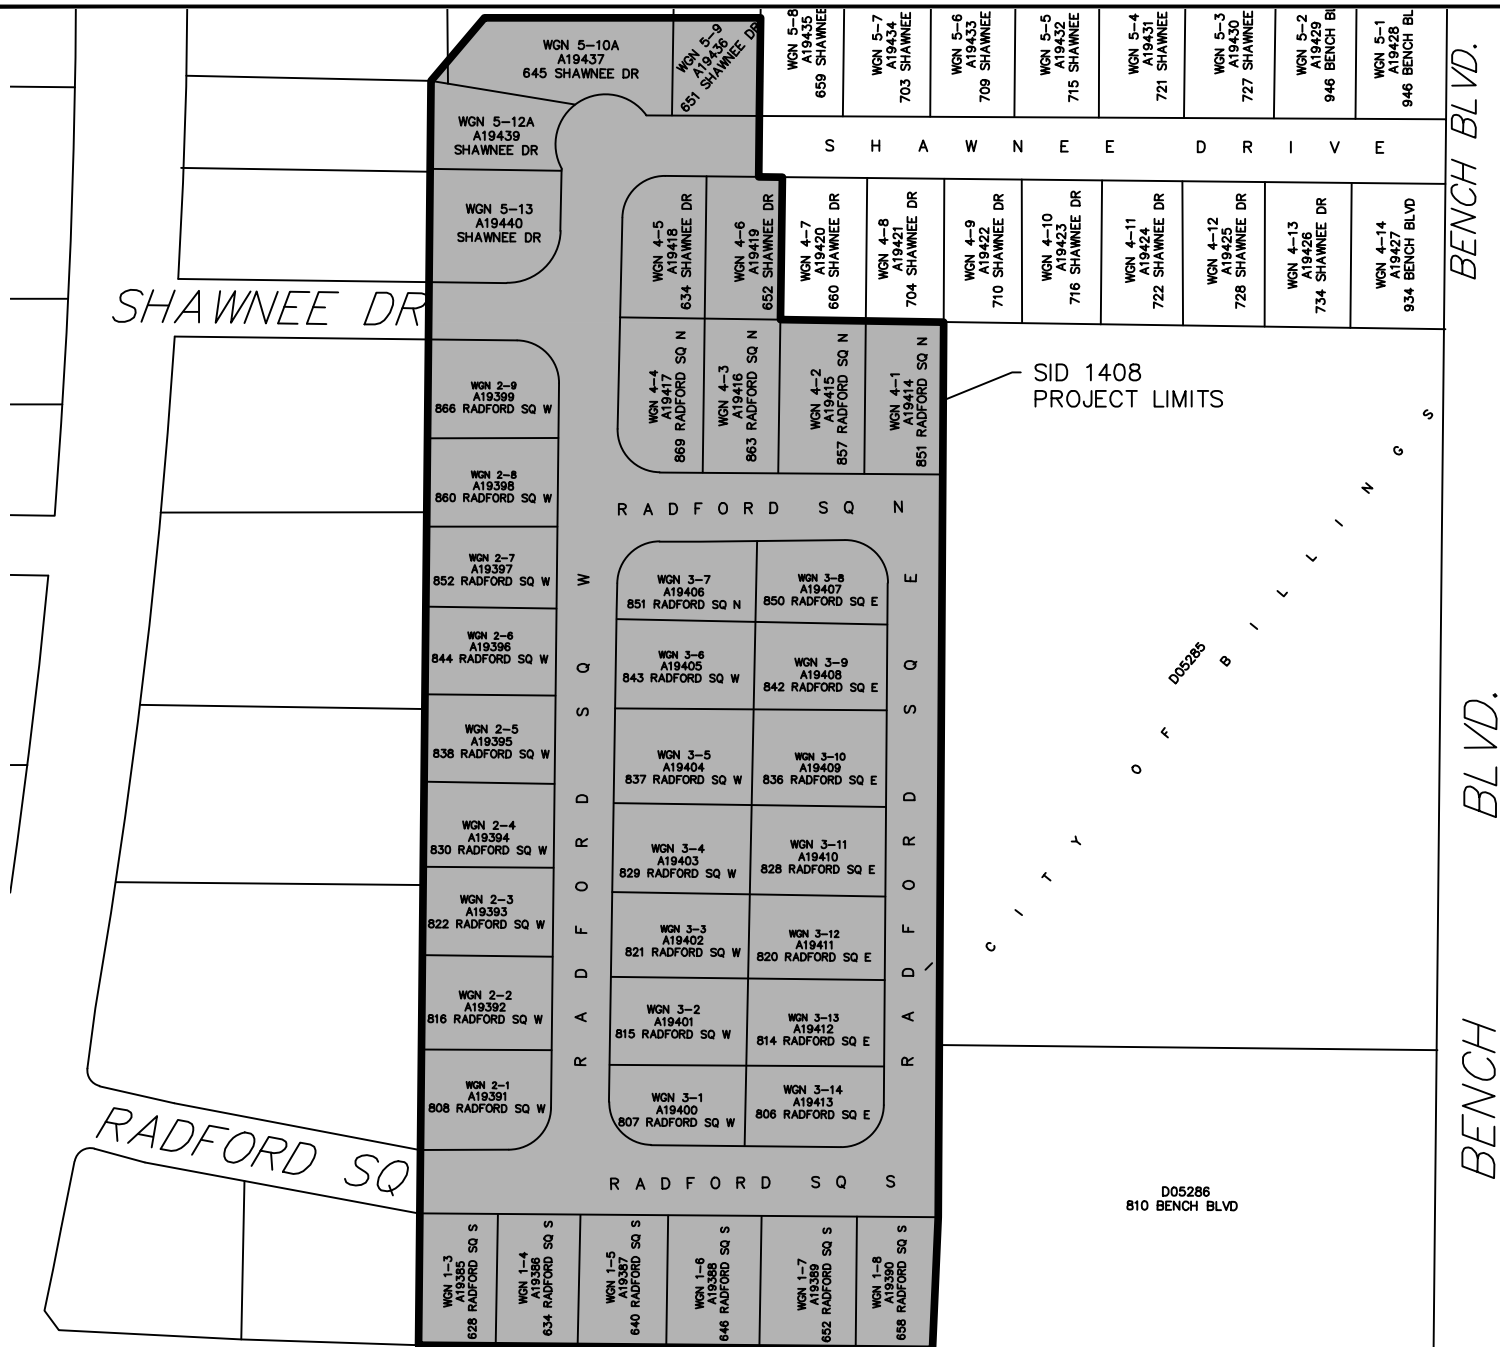 WGN 5-10A
A19437
645 SHAWNEE DR
WGN 5-9
A19436
651 SHAWNEE DR
WGN 5-8
A19435
659 SHAWNEE
WGN 5-7
A19434
703 SHAWNEE
WGN 5-6
A19433
709 SHAWNEE
WGN 5-5
A19432
715 SHAWNEE
WGN 5-4
A19431
721 SHAWNEE
WGN 5-3
A19430
727 SHAWNEE
WGN 5-2
A19429
946 BENCH BL
WGN 5-1
A19428
946 BENCH BL
BENCH BLVD.
WGN 5-12A
A19439
SHAWNEE DR
SHAWNEE DRIVE
WGN 5-13
A19440
SHAWNEE DR
WGN 4-5
A19418
634 SHAWNEE DR
WGN 4-6
A19419
652 SHAWNEE DR
WGN 4-7
A19420
660 SHAWNEE DR
WGN 4-8
A19421
704 SHAWNEE DR
WGN 4-9
A19422
710 SHAWNEE DR
WGN 4-10
A19423
716 SHAWNEE DR
WGN 4-11
A19424
722 SHAWNEE DR
WGN 4-12
A19425
728 SHAWNEE DR
WGN 4-13
A19426
734 SHAWNEE DR
WGN 4-14
A19427
934 BENCH BLVD
SHAWNEE DR
WGN 4-4
A19417
869 RADFORD SQ N
WGN 4-3
A19416
863 RADFORD SQ N
WGN 4-2
A19415
857 RADFORD SQ N
WGN 4-1
A19414
851 RADFORD SQ N
SID 1408
PROJECT LIMITS
WGN 2-9
A19399
866 RADFORD SQ W
WGN 2-8
A19398
860 RADFORD SQ W
RADFORD SQ N
WGN 2-7
A19397
852 RADFORD SQ W
WGN 2-6
A19396
844 RADFORD SQ W
WGN 2-5
A19395
838 RADFORD SQ W
WGN 2-4
A19394
830 RADFORD SQ W
WGN 2-3
A19393
822 RADFORD SQ W
WGN 2-2
A19392
816 RADFORD SQ W
WGN 2-1
A19391
808 RADFORD SQ W
RADFORD SQ W
WGN 3-7
A19406
851 RADFORD SQ N
WGN 3-8
A19407
850 RADFORD SQ E
WGN 3-6
A19405
843 RADFORD SQ W
WGN 3-9
A19408
842 RADFORD SQ E
WGN 3-5
A19404
837 RADFORD SQ W
WGN 3-10
A19409
836 RADFORD SQ E
WGN 3-4
A19403
829 RADFORD SQ W
WGN 3-11
A19410
828 RADFORD SQ E
WGN 3-3
A19402
821 RADFORD SQ W
WGN 3-12
A19411
820 RADFORD SQ E
WGN 3-2
A19401
815 RADFORD SQ W
WGN 3-13
A19412
814 RADFORD SQ E
WGN 3-1
A19400
807 RADFORD SQ W
WGN 3-14
A19413
806 RADFORD SQ E
RADFORD SQ E
CITY OF BILLINGS
D05285
BENCH BLVD.
RADFORD SQ
RADFORD SQ S
D05286
810 BENCH BLVD
WGN 1-3
A19385
628 RADFORD SQ S
WGN 1-4
A19386
634 RADFORD SQ S
WGN 1-5
A19387
640 RADFORD SQ S
WGN 1-6
A19388
646 RADFORD SQ S
WGN 1-7
A19389
652 RADFORD SQ S
WGN 1-8
A19390
658 RADFORD SQ S